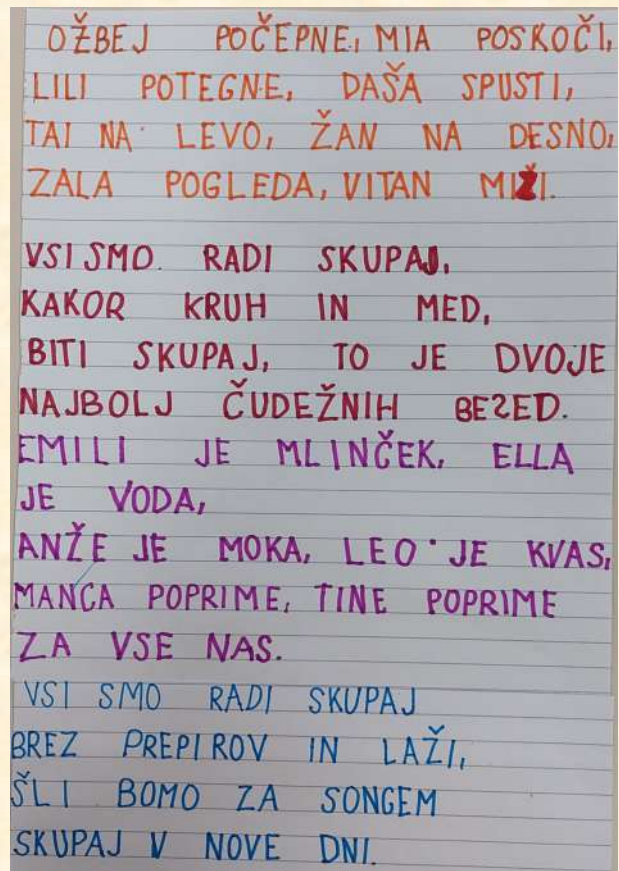 OŽBEJ POČEPNE, MIA POSKOČI,
LILI POTEGNE, DAŠA SPUSTI,
TAI NA LEVO, ŽAN NA DESNO,
ZALA POGLEDA, VITAN MIŽI.
VSI SMO RADI SKUPAJ,
KAKOR KRUH IN MED,
BITI SKUPAJ, TO JE DVOJE
NAJBOLJ ČUDEŽNIH BESED.
EMILI JE MLINČEK, ELLA
JE VODA,
ANŽE JE MOKA, LEO JE KVAS,
MANCA POPRIME, TINE POPRIME
ZA VSE NAS.
VSI SMO RADI SKUPAJ
BREZ PREPIROV IN LAŽI,
ŠLI BOMO ZA SONGEM
SKUPAJ V NOVE DNI.